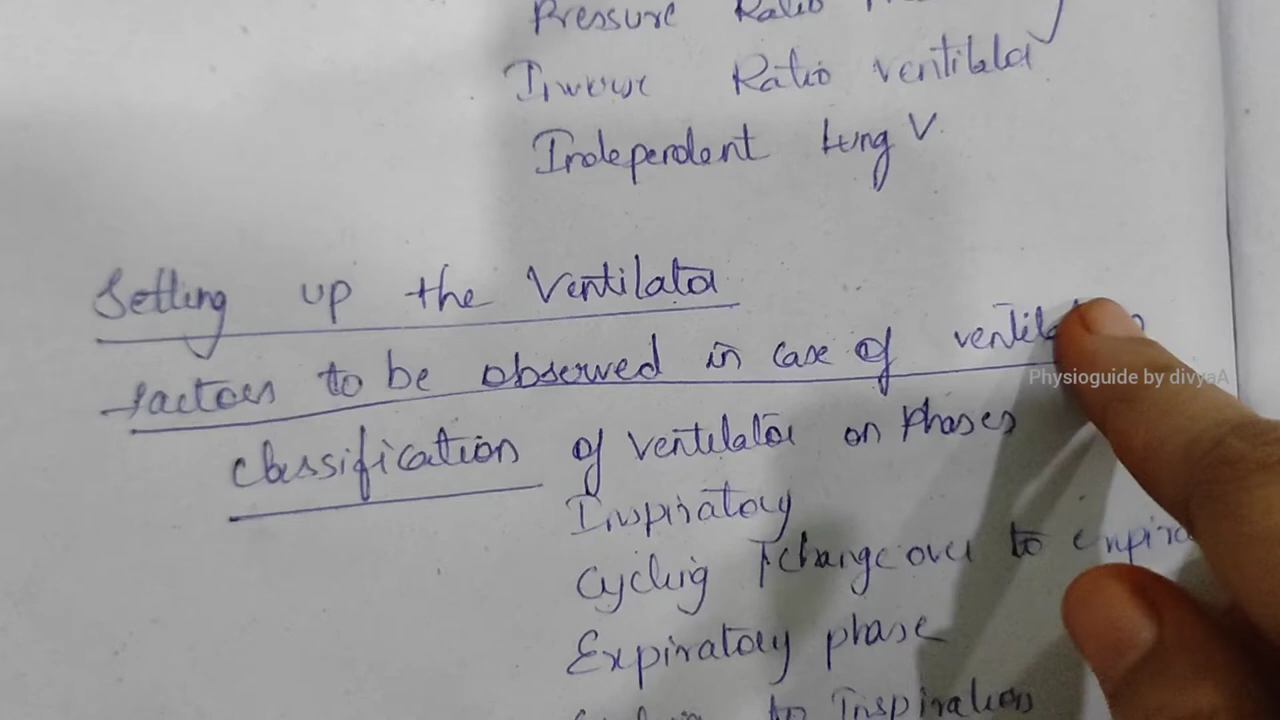 Pressure Ratio
Inverse Ratio ventilator
Independent Lung V.
Setting up the Ventilator
factors to be observed in case of
Physioguide by divyaA
Classification of ventilator on Phases
Inspiratory
Cycling / change over to
Expiratory phase
to Inspiration